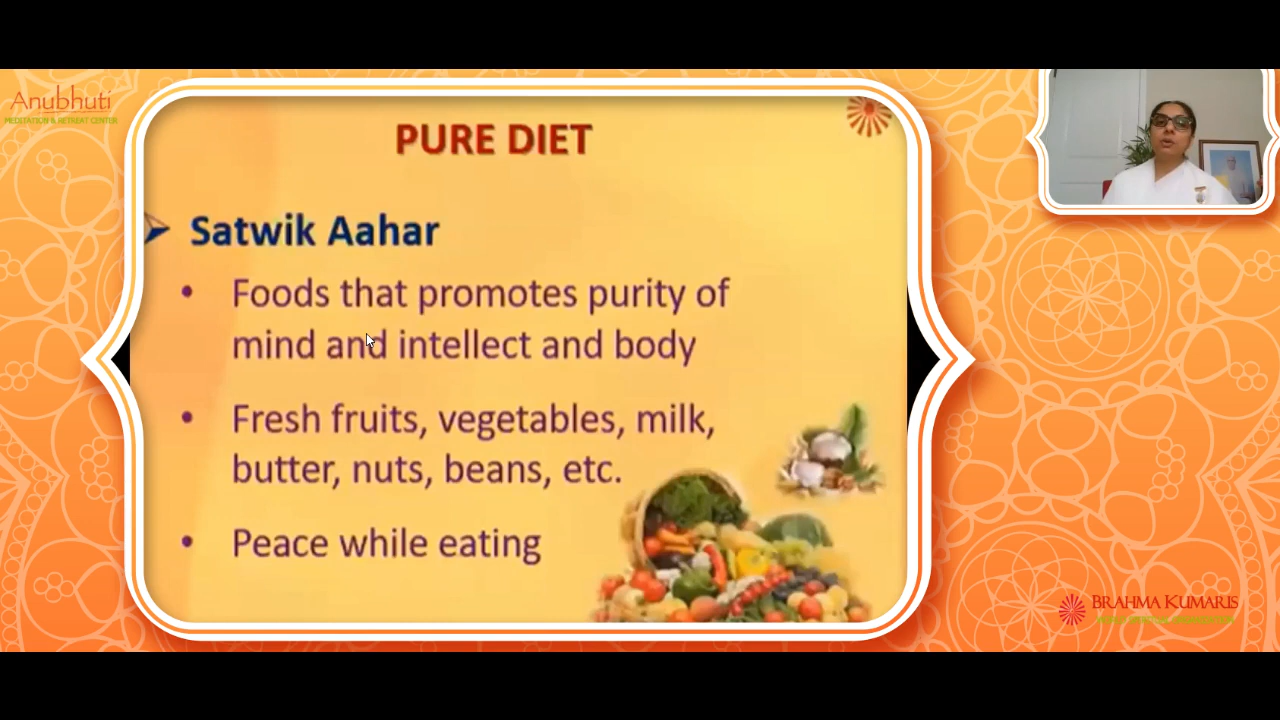 Anubhuti
MEDITATION & RETREAT CENTER
PURE DIET
Satwik Aahar
• Foods that promotes purity of
mind and intellect and body
• Fresh fruits, vegetables, milk,
butter, nuts, beans, etc.
• Peace while eating
BRAHMA KUMARIS